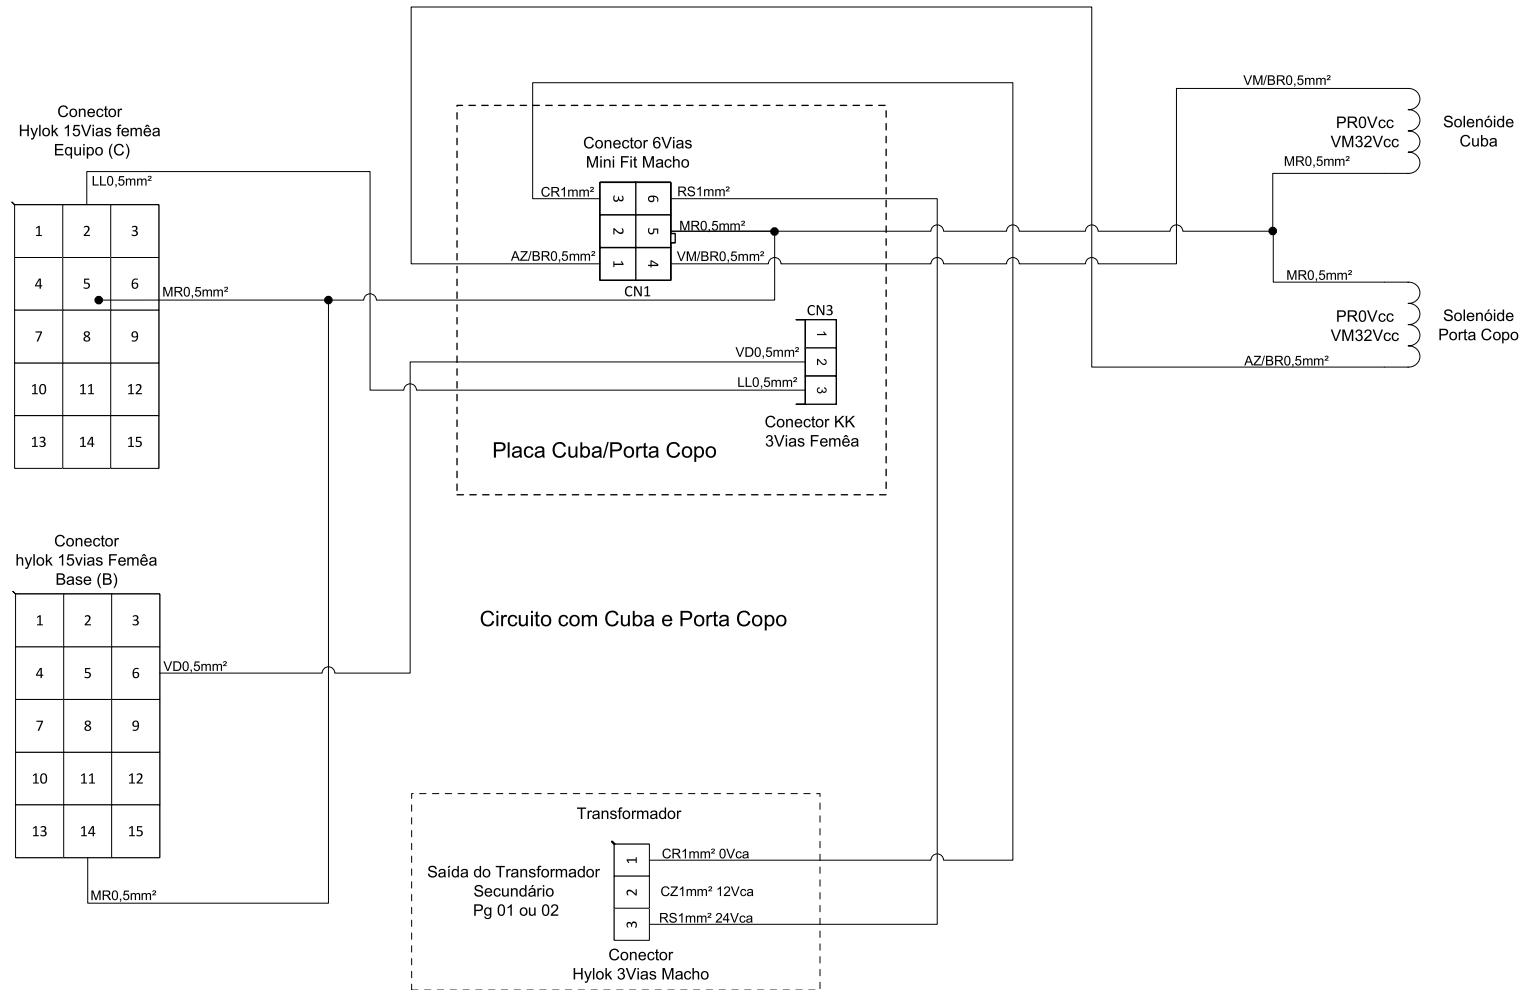 VM/BR0,5mm²
PR0Vcc
VM32Vcc
MR0,5mm²
Solenóide
Cuba
Conector
Hylok 15Vias femêa
Equipo (C)
LL0,5mm²
1 2 3
4 5 6
7 8 9
10 11 12
13 14 15
MR0,5mm²
Conector 6Vias
Mini Fit Macho
CR1mm² 3 6 RS1mm²
2 5 MR0,5mm²
AZ/BR0,5mm² 1 4 VM/BR0,5mm²
CN1
MR0,5mm²
PR0Vcc
VM32Vcc
AZ/BR0,5mm²
Solenóide
Porta Copo
CN3
1
VD0,5mm² 2
LL0,5mm² 3
Conector KK
3Vias Femêa
Placa Cuba/Porta Copo
Conector
hylok 15vias Femêa
Base (B)
1 2 3
4 5 6
7 8 9
10 11 12
13 14 15
VD0,5mm²
MR0,5mm²
Circuito com Cuba e Porta Copo
Transformador
Saída do Transformador
Secundário
Pg 01 ou 02
1 CR1mm² 0Vca
2 CZ1mm² 12Vca
3 RS1mm² 24Vca
Conector
Hylok 3Vias Macho